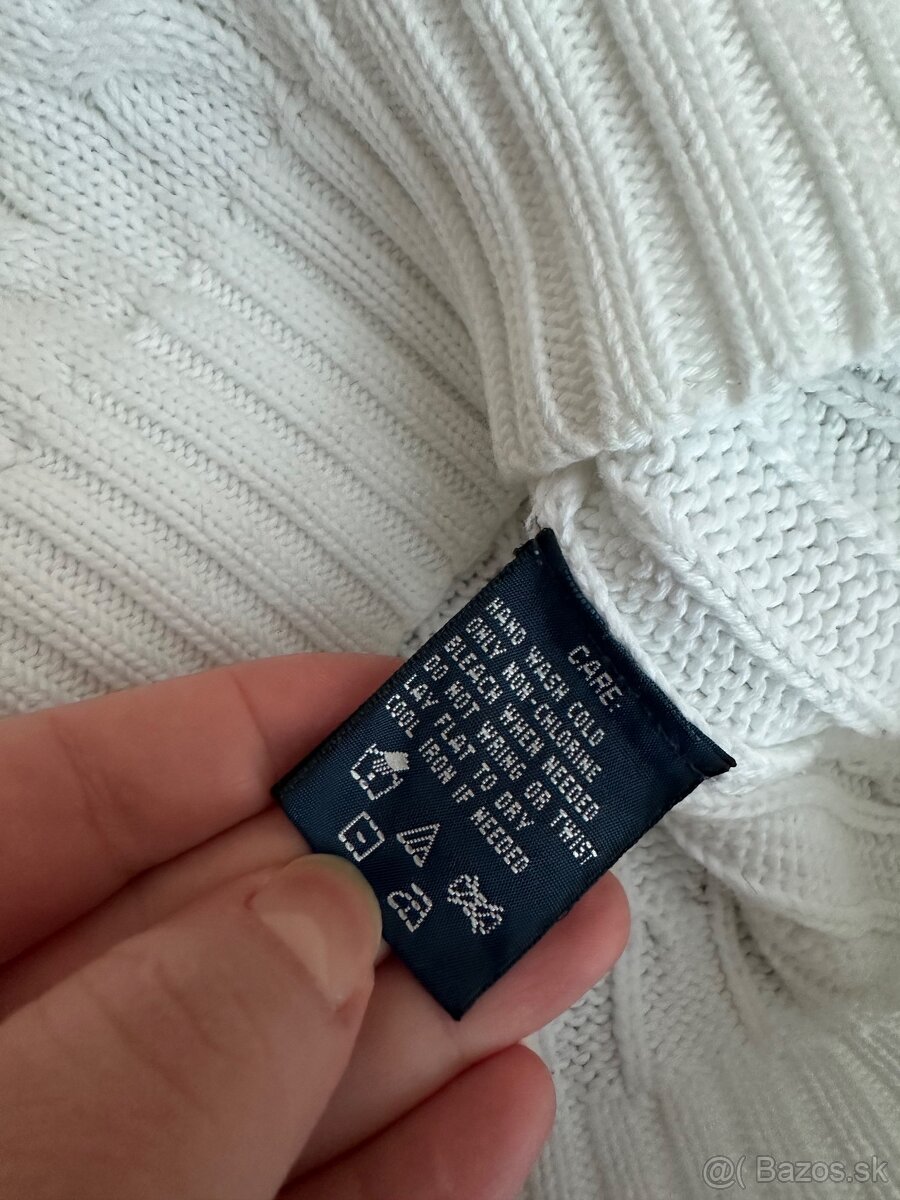 CARE:
HAND WASH COLD
ONLY NON-CHLORINE
BLEACH WHEN NEEDED
DO NOT WRING OR TWIST
LAY FLAT TO DRY
COOL IRON IF NEEDED
@( Bazos.sk